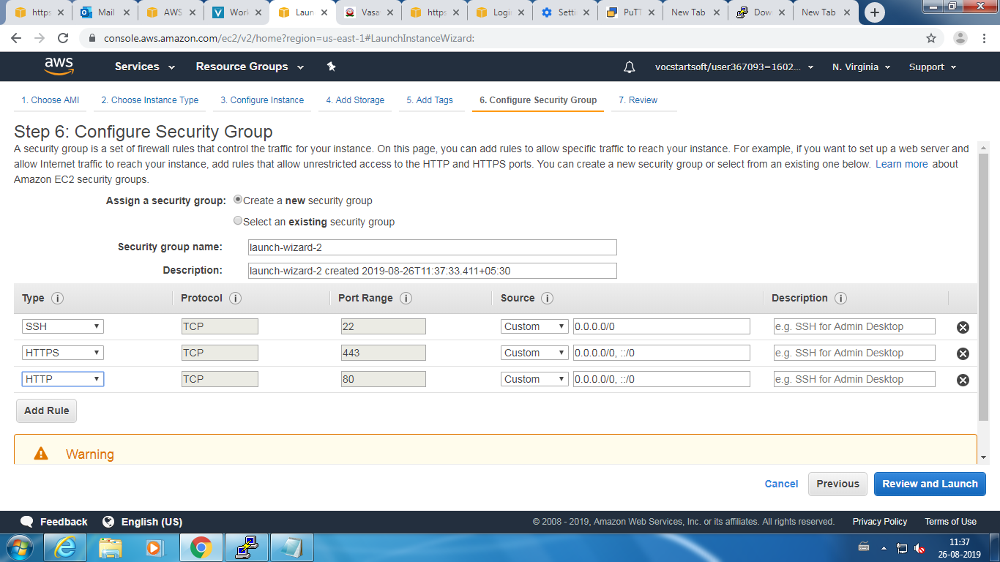 https
Mail
AWS
Work
Laun
Vasa
https
Logi
Setti
PuTT
New Tab
Dow
New Tab
console.aws.amazon.com/ec2/v2/home?region=us-east-1#LaunchInstanceWizard:
aws
Services
Resource Groups
vocstartsoft/user367093=1602...
N. Virginia
Support
1. Choose AMI
2. Choose Instance Type
3. Configure Instance
4. Add Storage
5. Add Tags
6. Configure Security Group
7. Review
Step 6: Configure Security Group
A security group is a set of firewall rules that control the traffic for your instance. On this page, you can add rules to allow specific traffic to reach your instance. For example, if you want to set up a web server and
allow Internet traffic to reach your instance, add rules that allow unrestricted access to the HTTP and HTTPS ports. You can create a new security group or select from an existing one below. Learn more about
Amazon EC2 security groups.
Assign a security group: Create a new security group
Select an existing security group
Security group name: launch-wizard-2
Description: launch-wizard-2 created 2019-08-26T11:37:33.411+05:30
Type Protocol Port Range Source Description
SSH TCP 22 Custom 0.0.0.0/0 e.g. SSH for Admin Desktop
HTTPS TCP 443 Custom 0.0.0.0/0, ::/0 e.g. SSH for Admin Desktop
HTTP TCP 80 Custom 0.0.0.0/0, ::/0 e.g. SSH for Admin Desktop
Add Rule
Warning
Cancel
Previous
Review and Launch
Feedback
English (US)
© 2008 - 2019, Amazon Web Services, Inc. or its affiliates. All rights reserved.
Privacy Policy
Terms of Use
11:37
26-08-2019